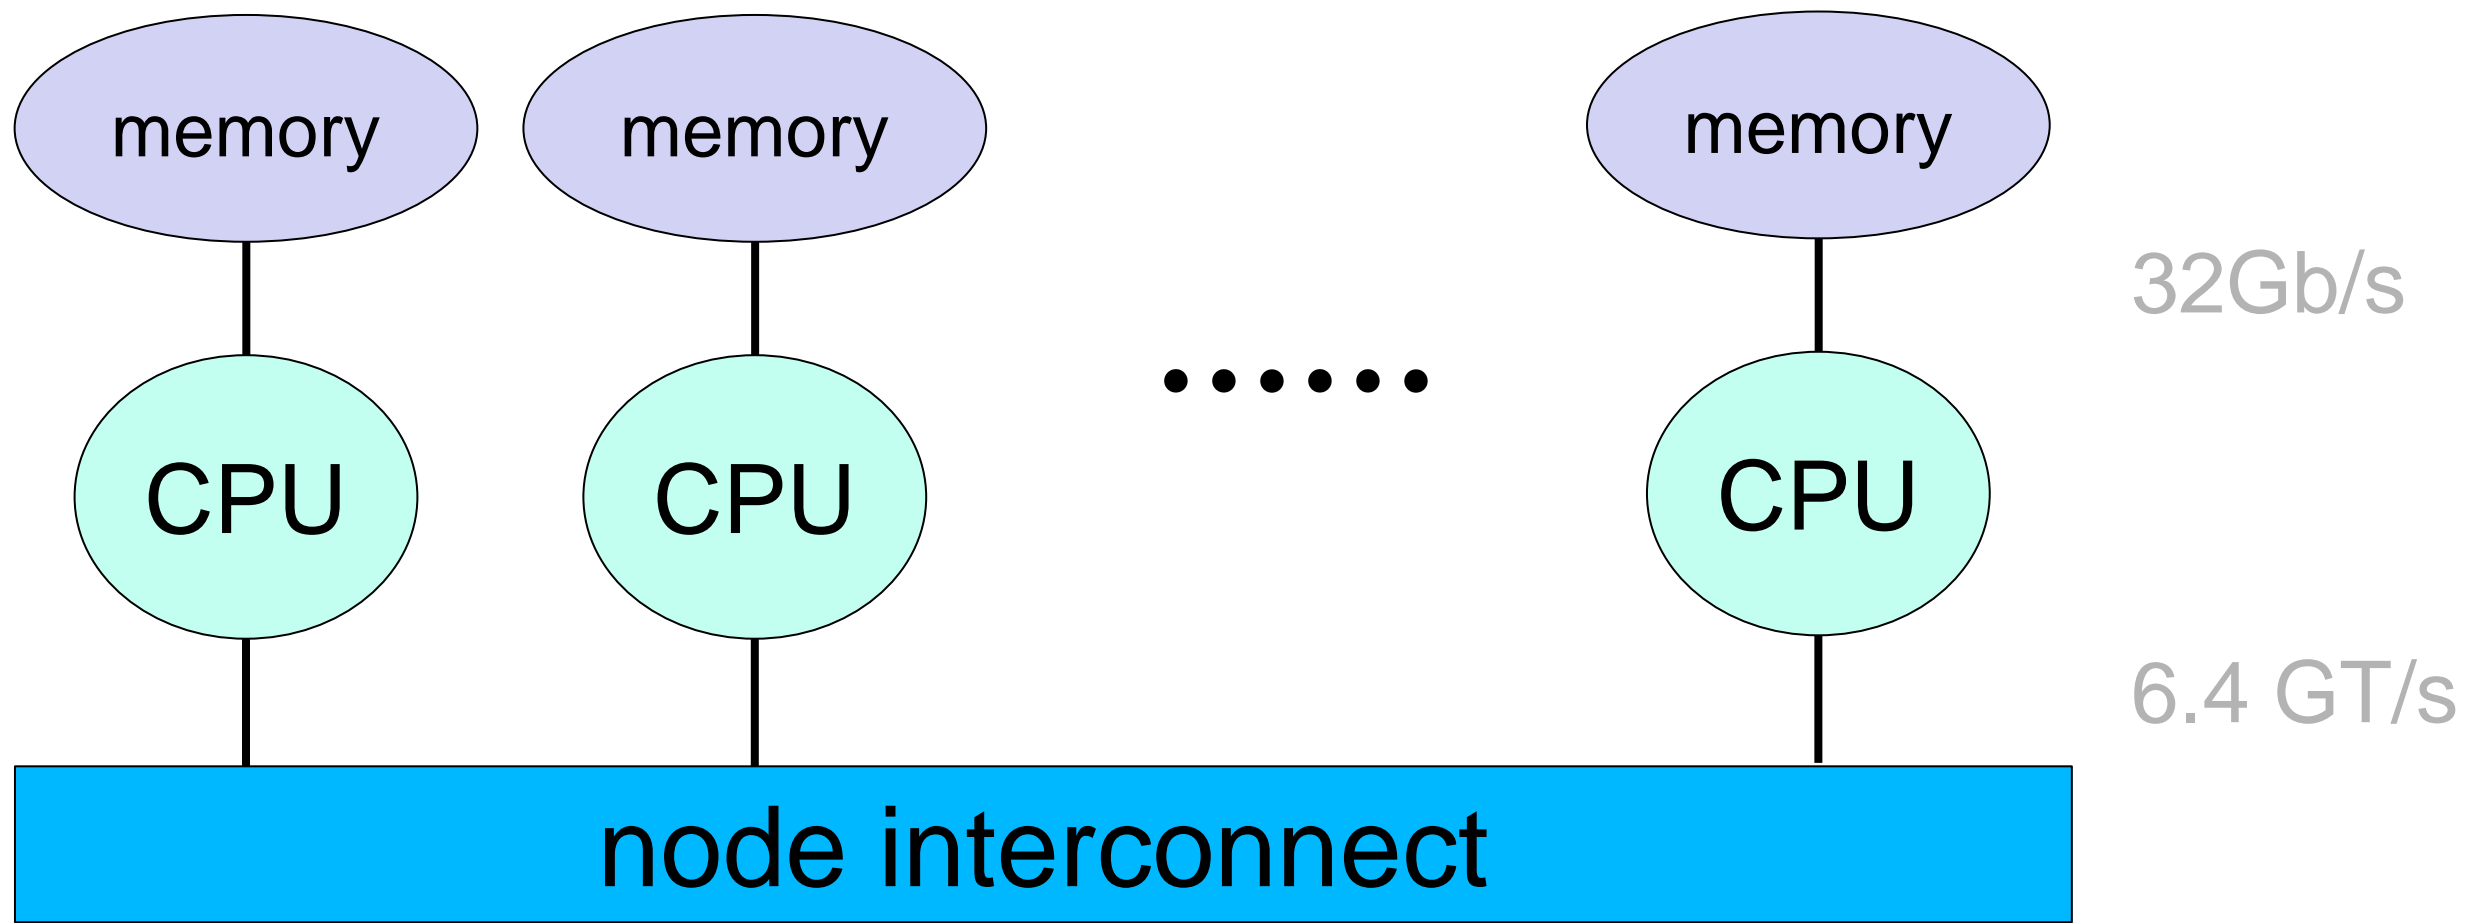 memory
memory
memory
32Gb/s
CPU
CPU
CPU
6.4 GT/s
node interconnect